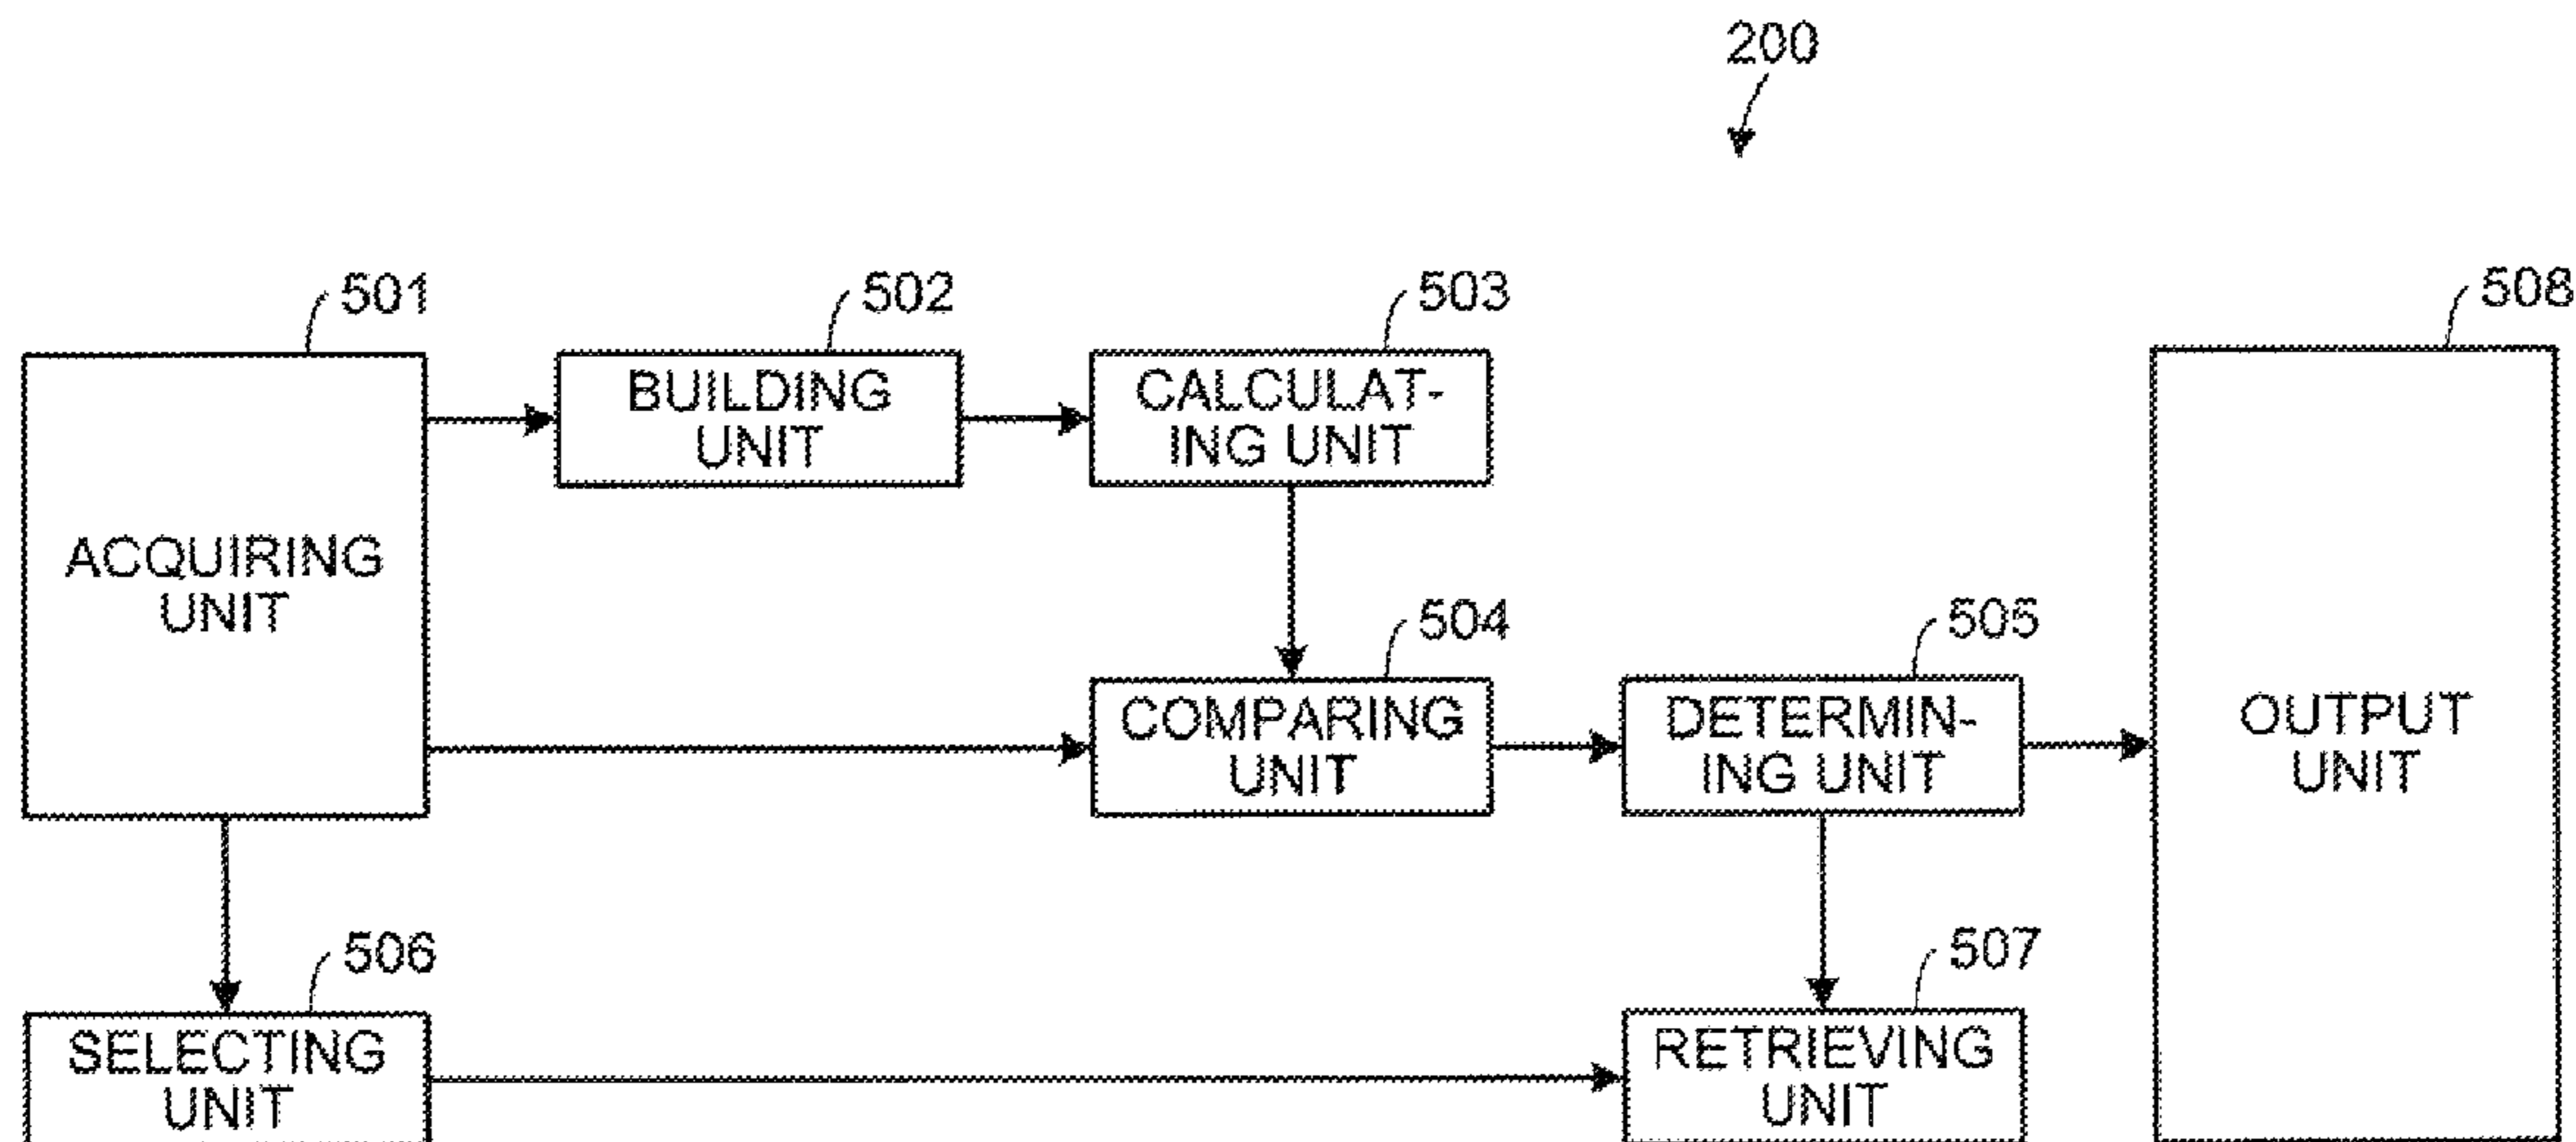 200
501
502
503
508
BUILDING
UNIT
CALCULAT-
ING UNIT
ACQUIRING
UNIT
504
505
COMPARING
UNIT
DETERMIN-
ING UNIT
OUTPUT
UNIT
506
507
SELECTING
UNIT
RETRIEVING
UNIT